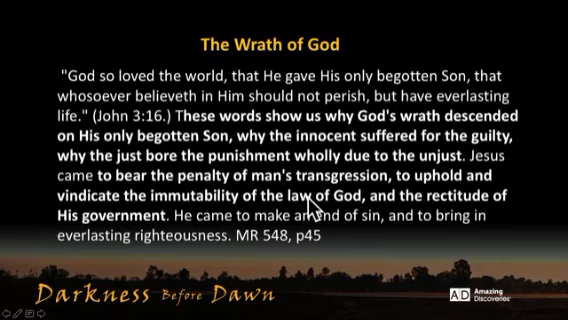 The Wrath of God
"God so loved the world, that He gave His only begotten Son, that
whosoever believeth in Him should not perish, but have everlasting
life." (John 3:16.) These words show us why God's wrath descended
on His only begotten Son, why the innocent suffered for the guilty,
why the just bore the punishment wholly due to the unjust. Jesus
came to bear the penalty of man's transgression, to uphold and
vindicate the immutability of the law of God, and the rectitude of
His government. He came to make an end of sin, and to bring in
everlasting righteousness. MR 548, p45
Darkness Before Dawn
AD Amazing
Discoveries